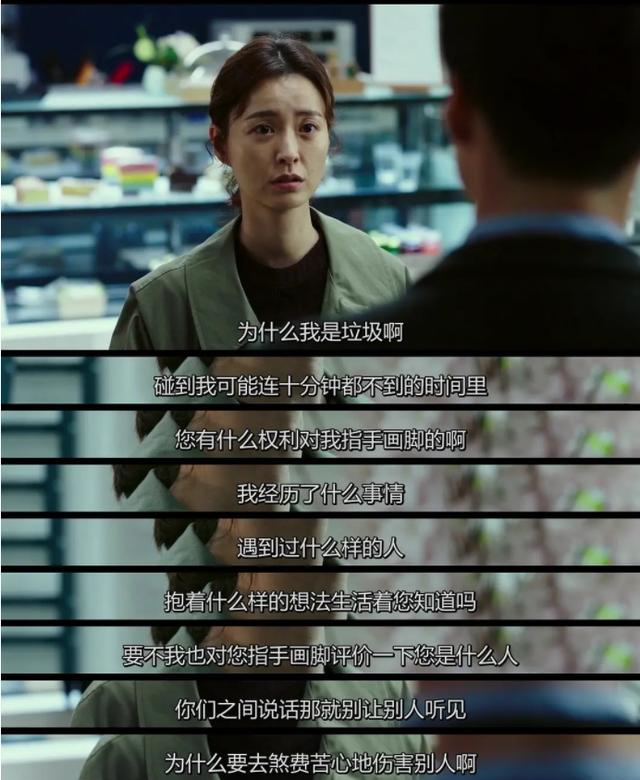 为什么我是垃圾啊
碰到我可能连十分钟都不到的时间里
您有什么权利对我指手画脚的啊
我经历了什么事情
遇到过什么样的人
抱着什么样的想法生活着您知道吗
要不我也对您指手画脚评价一下您是什么人
你们之间说话那就别让别人听见
为什么要去煞费苦心地伤害别人啊